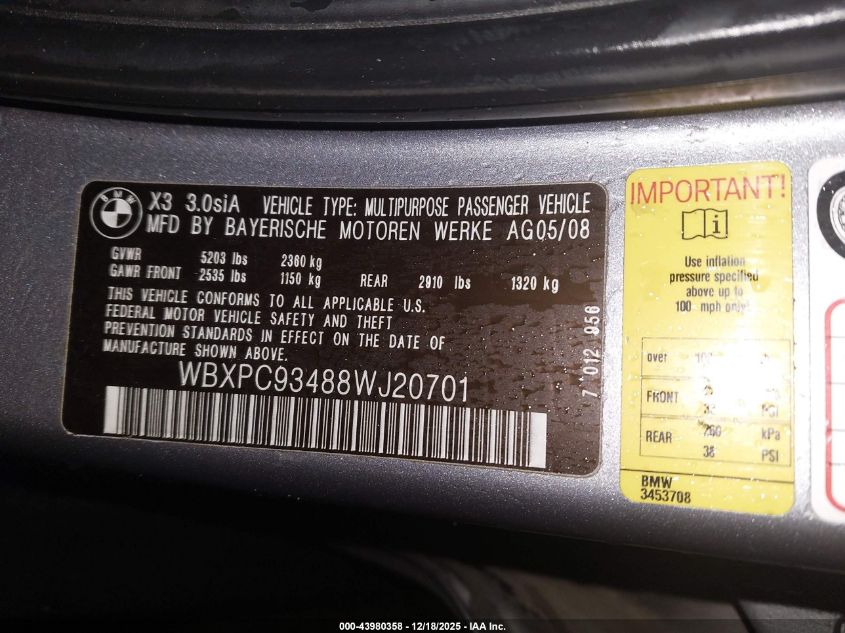 BMW
X3 3.0siA VEHICLE TYPE: MULTIPURPOSE PASSENGER VEHICLE
MFD BY BAYERISCHE MOTOREN WERKE AG05/08
GVWR 5203 lbs 2360 kg
GAWR FRONT 2535 lbs 1150 kg REAR 2910 lbs 1320 kg
THIS VEHICLE CONFORMS TO ALL APPLICABLE U.S.
FEDERAL MOTOR VEHICLE SAFETY AND THEFT
PREVENTION STANDARDS IN EFFECT ON THE DATE OF
MANUFACTURE SHOWN ABOVE.
WBXPC93488WJ20701
7 012 956
IMPORTANT!
Use inflation
pressure specified
above up to
100 mph only!
over
FRONT
PSI
REAR 260 kPa
38 PSI
BMW
3453708
000-43980358 - 12/18/2025 - IAA Inc.